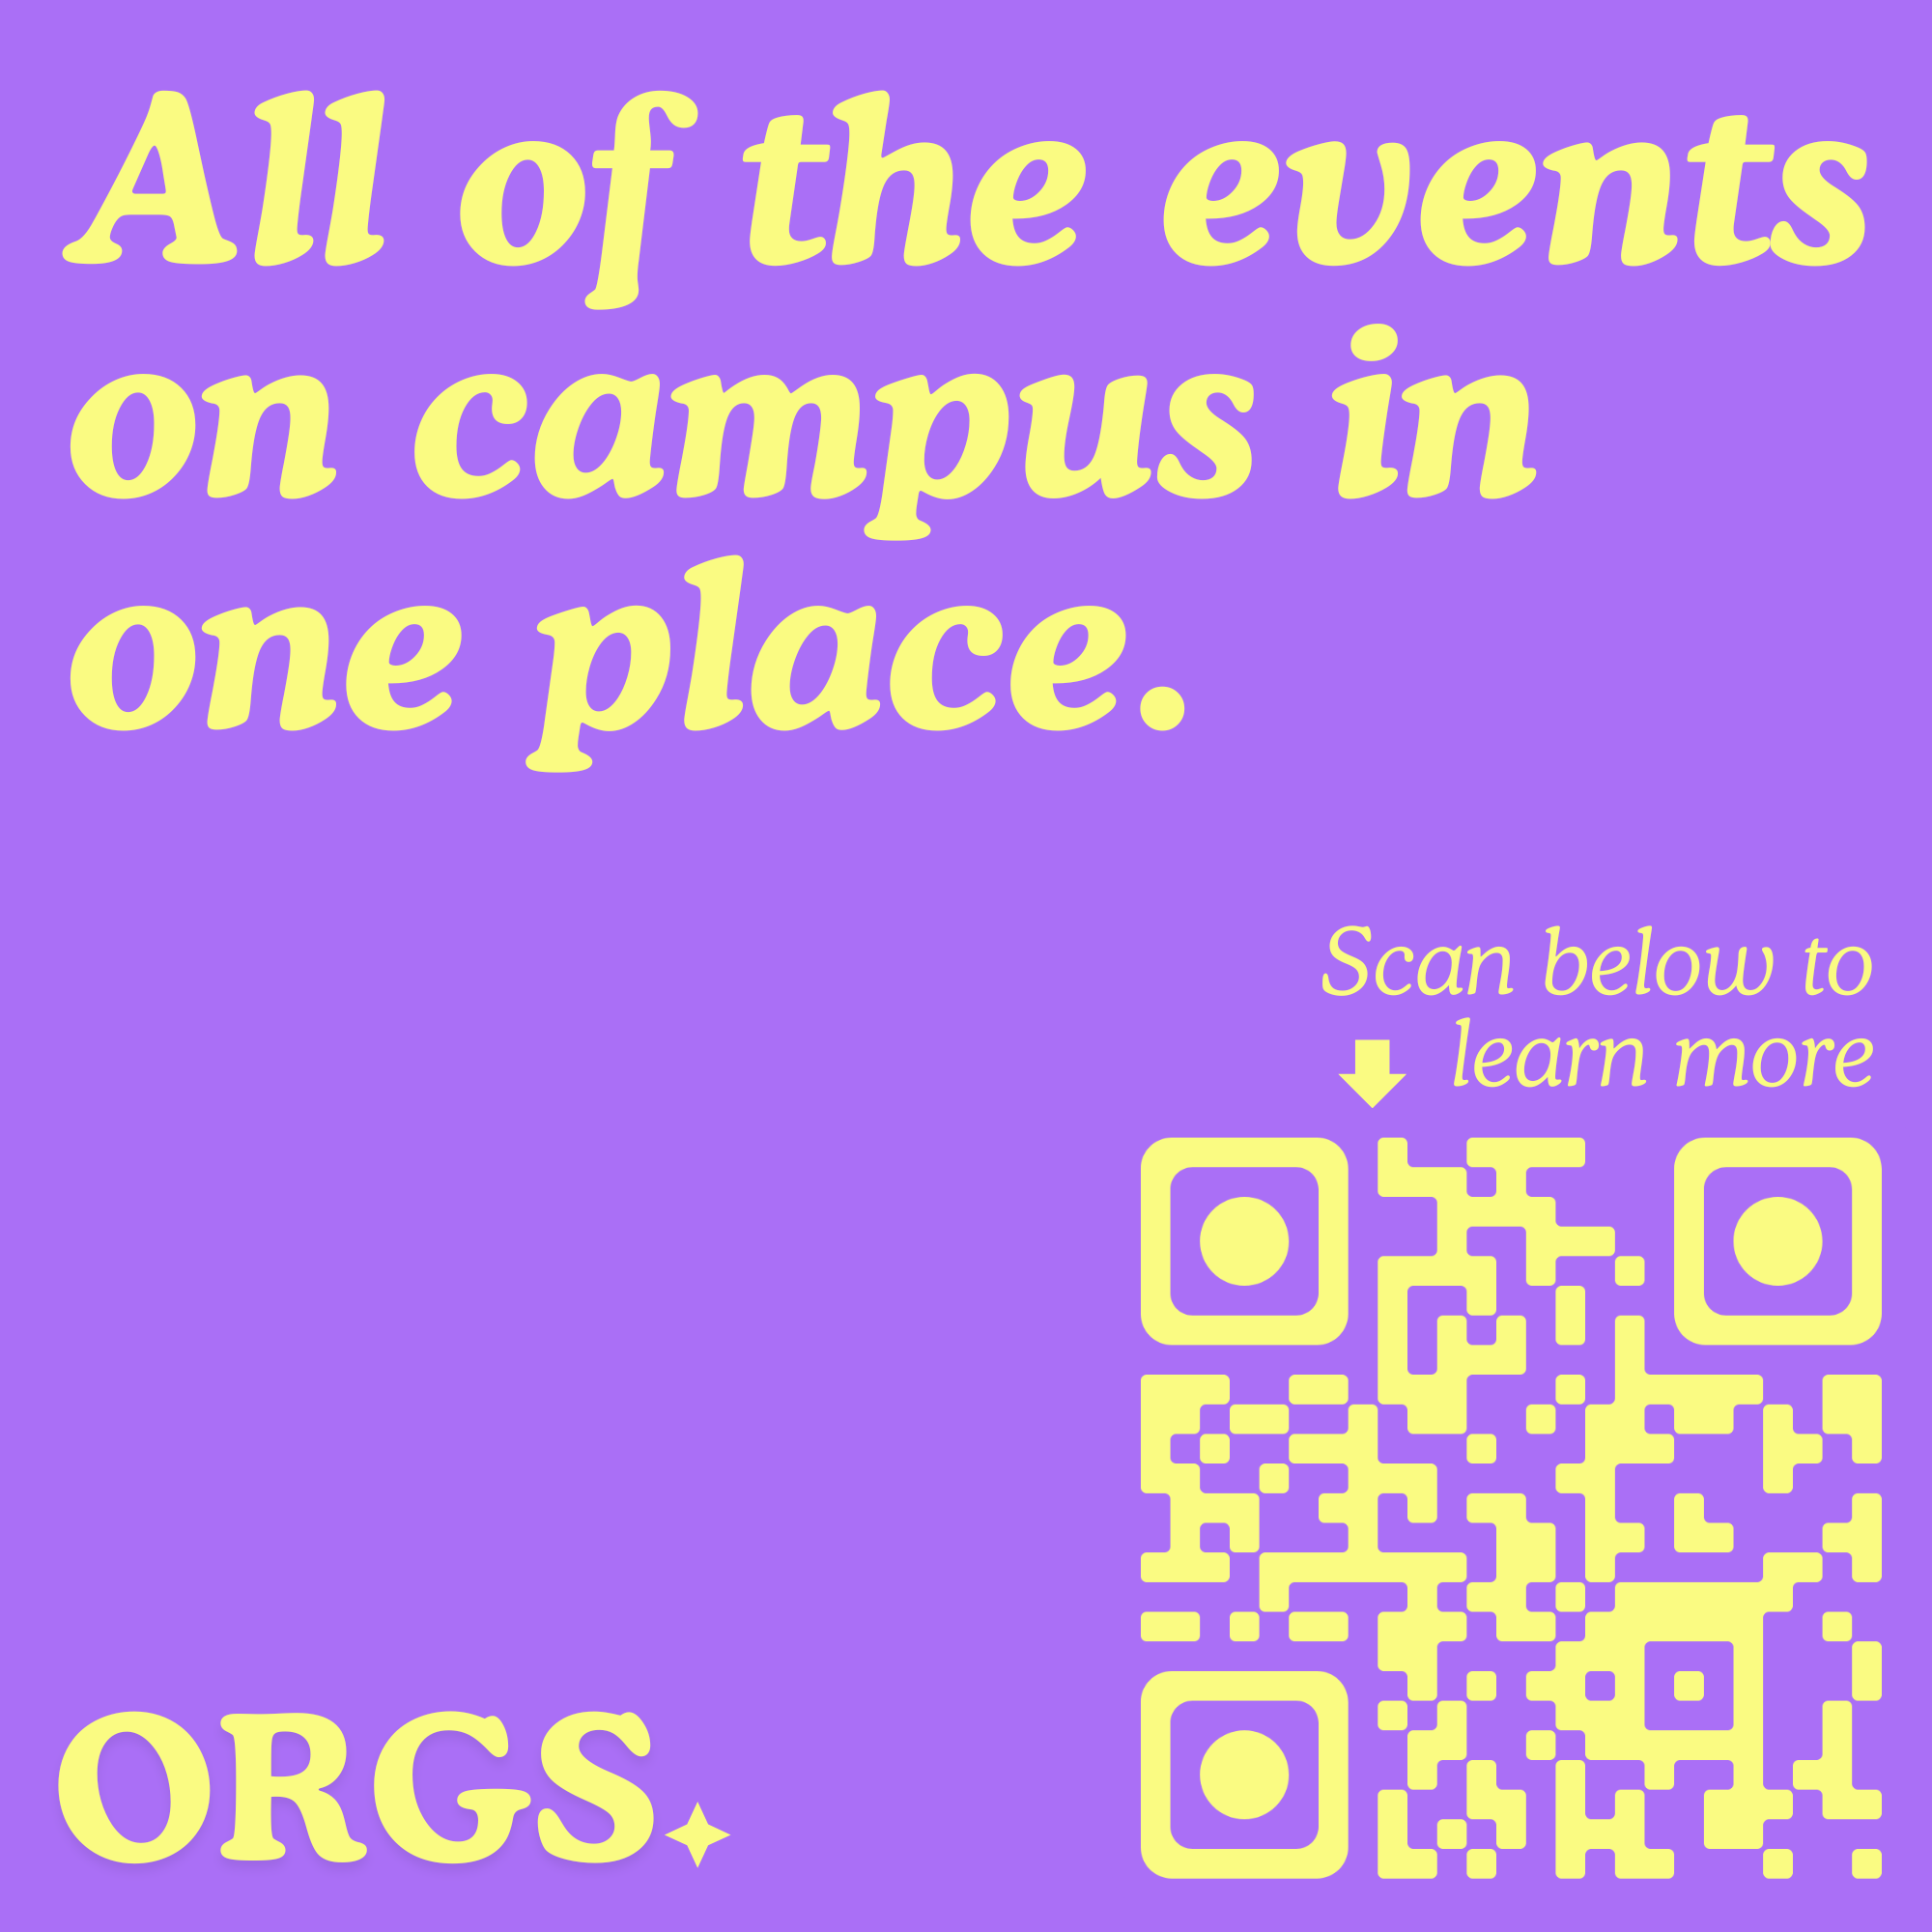 All of the events
on campus in
one place.
Scan below to
learn more
ORGS